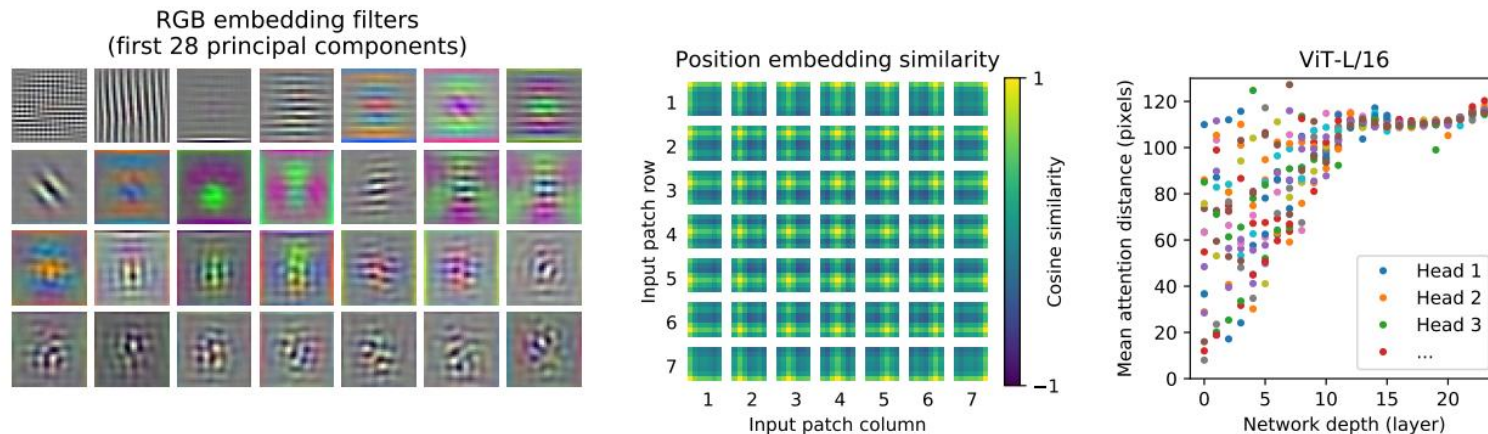 RGB embedding filters
(first 28 principal components)
Position embedding similarity
1
2
3
4
5
6
7
Input patch row
1
2
3
4
5
6
7
Input patch column
1
−1
Cosine similarity
ViT-L/16
120
100
80
60
40
20
0
Mean attention distance (pixels)
Head 1
Head 2
Head 3
...
0
5
10
15
20
Network depth (layer)